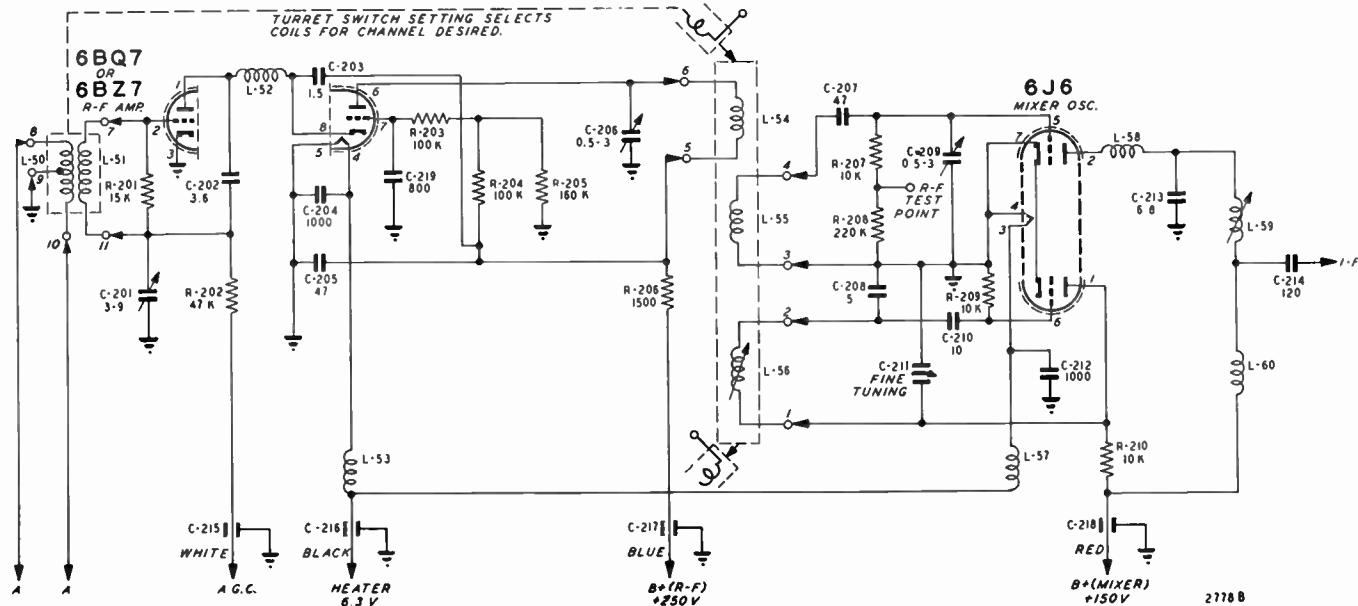 TURRET SWITCH SETTING SELECTS
COILS FOR CHANNEL DESIRED.
6BQ7
OR
6BZ7
R-F AMP.
1
2
3
7
8
L-50
9
L-51
10
11
R-201
15K
C-201
3-9
C-202
3.6
R-202
47 K
L-52
C-203
1.5
6
7
8
5
4
R-203
100 K
C-219
800
R-204
100 K
R-205
160 K
C-204
1000
C-205
47
C-206
0.5-3
R-206
1500
6
5
L-54
4
L-55
3
2
L-56
1
C-207
47
R-207
10 K
C-209
0.5-3
R-F
TEST
POINT
R-208
220 K
C-208
5
R-209
10 K
C-210
10
C-211
FINE
TUNING
6J6
MIXER OSC.
5
7
2
4
3
1
6
L-58
C-213
6 8
L-59
C-214
120
I-F
C-212
1000
L-60
L-53
L-57
R-210
10 K
C-215
WHITE
C-216
BLACK
C-217
BLUE
C-218
RED
A
A
A G.C.
HEATER
6.3 V
B+(R-F)
+250V
B+(MIXER)
+150V
2778 B